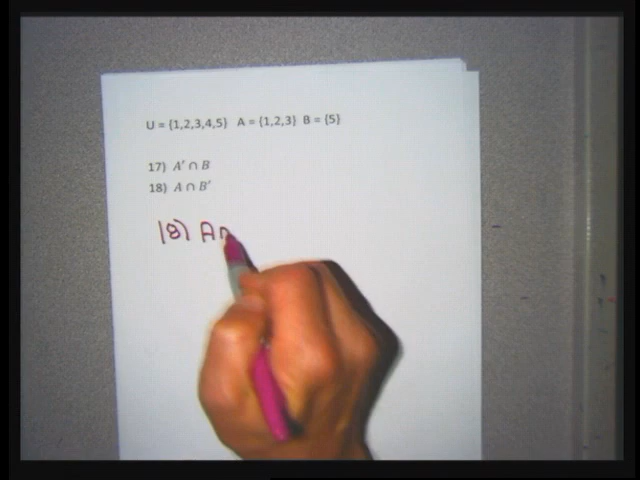 U = {1,2,3,4,5} A = {1,2,3} B = {5}
17) A′ ∩ B
18) A ∩ B′
18) A∩